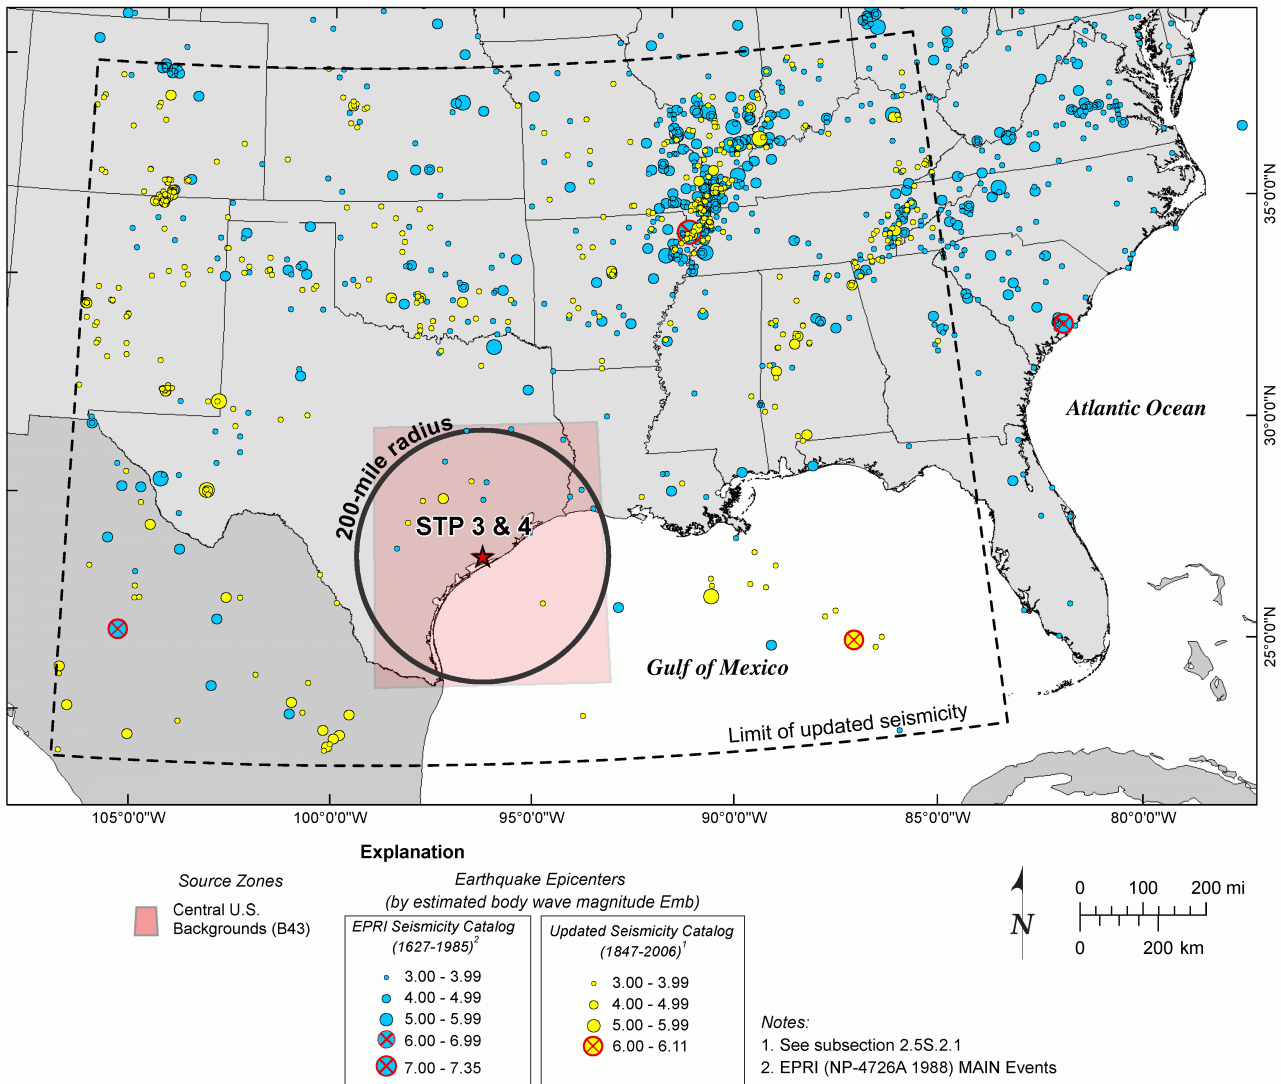 200-mile radius
STP 3 & 4
Atlantic Ocean
Gulf of Mexico
Limit of updated seismicity
35°0'0"N
30°0'0"N
25°0'0"N
105°0'0"W
100°0'0"W
95°0'0"W
90°0'0"W
85°0'0"W
80°0'0"W
Explanation
Source Zones
Central U.S.
Backgrounds (B43)
Earthquake Epicenters
(by estimated body wave magnitude Emb)
EPRI Seismicity Catalog
(1627-1985)2
3.00 - 3.99
4.00 - 4.99
5.00 - 5.99
6.00 - 6.99
7.00 - 7.35
Updated Seismicity Catalog
(1847-2006)1
3.00 - 3.99
4.00 - 4.99
5.00 - 5.99
6.00 - 6.11
N
0 100 200 mi
0 200 km
Notes:
1. See subsection 2.5S.2.1
2. EPRI (NP-4726A 1988) MAIN Events